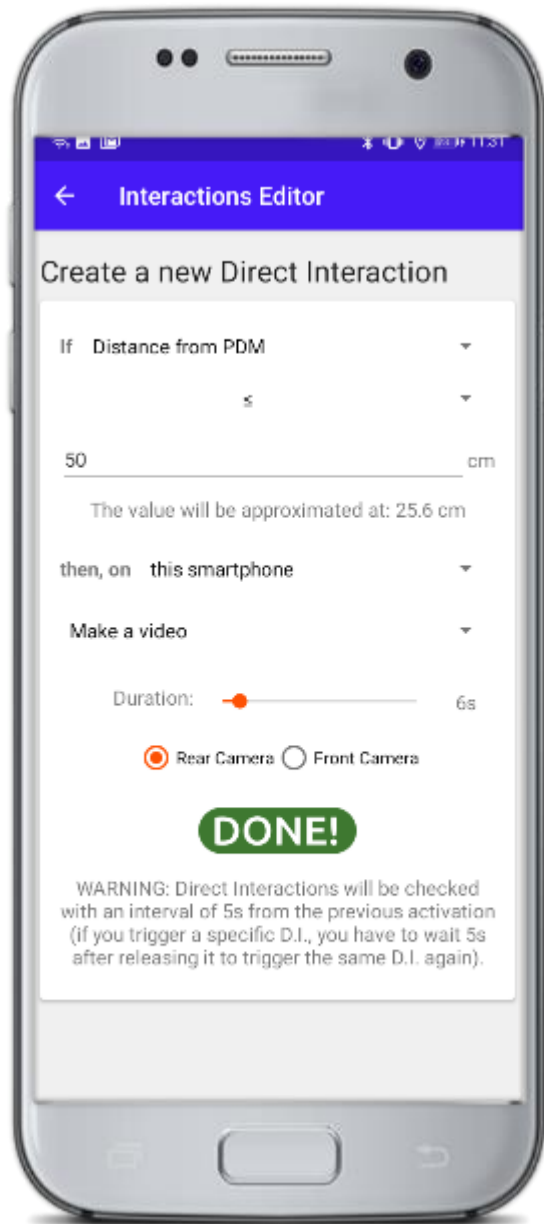 11:31
Interactions Editor
Create a new Direct Interaction
If Distance from PDM
≤
50 cm
The value will be approximated at: 25.6 cm
then, on this smartphone
Make a video
Duration: 6s
Rear Camera Front Camera
DONE!
WARNING: Direct Interactions will be checked
with an interval of 5s from the previous activation
(if you trigger a specific D.I., you have to wait 5s
after releasing it to trigger the same D.I. again).